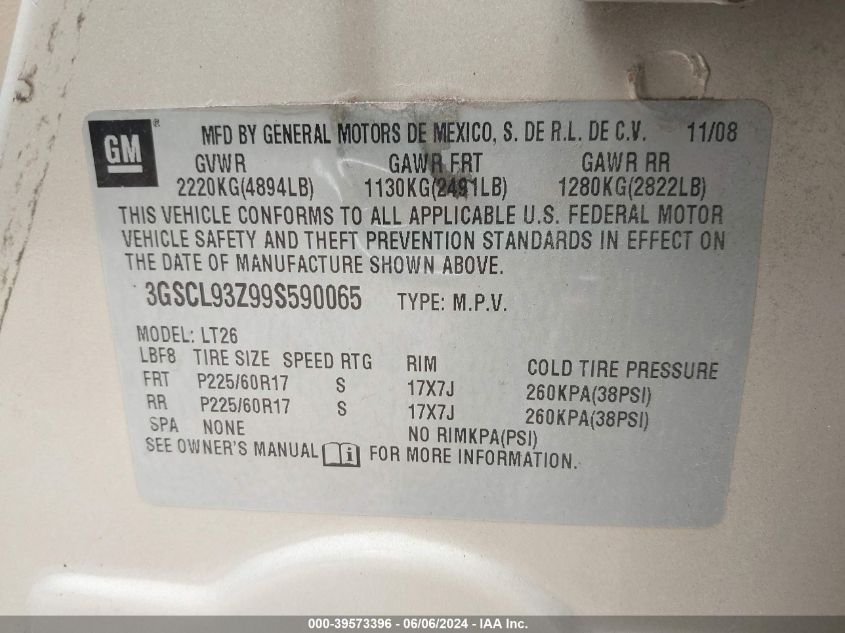 GM® MFD BY GENERAL MOTORS DE MEXICO, S. DE R.L. DE C.V. 11/08
GVWR GAWR FRT GAWR RR
2220KG(4894LB) 1130KG(2491LB) 1280KG(2822LB)
THIS VEHICLE CONFORMS TO ALL APPLICABLE U.S. FEDERAL MOTOR
VEHICLE SAFETY AND THEFT PREVENTION STANDARDS IN EFFECT ON
THE DATE OF MANUFACTURE SHOWN ABOVE.
3GSCL93Z99S590065 TYPE: M.P.V.
MODEL: LT26
LBF8 TIRE SIZE SPEED RTG RIM COLD TIRE PRESSURE
FRT P225/60R17 S 17X7J 260KPA(38PSI)
RR P225/60R17 S 17X7J 260KPA(38PSI)
SPA NONE NO RIMKPA(PSI)
SEE OWNER'S MANUAL i FOR MORE INFORMATION.
000-39573396 - 06/06/2024 - IAA Inc.